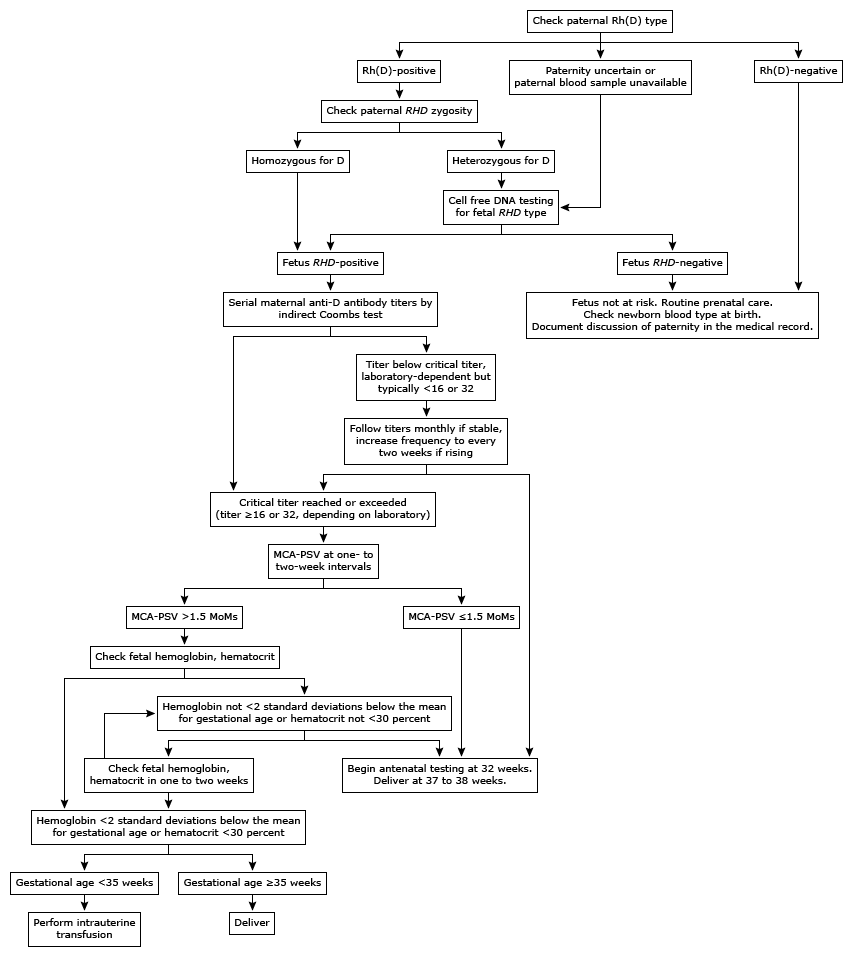 Check paternal Rh(D) type
Rh(D)-positive
Paternity uncertain or
paternal blood sample unavailable
Rh(D)-negative
Check paternal RHD zygosity
Homozygous for D
Heterozygous for D
Cell free DNA testing
for fetal RHD type
Fetus RHD-positive
Fetus RHD-negative
Serial maternal anti-D antibody titers by
indirect Coombs test
Fetus not at risk. Routine prenatal care.
Check newborn blood type at birth.
Document discussion of paternity in the medical record.
Titer below critical titer,
laboratory-dependent but
typically <16 or 32
Follow titers monthly if stable,
increase frequency to every
two weeks if rising
Critical titer reached or exceeded
(titer ≥16 or 32, depending on laboratory)
MCA-PSV at one- to
two-week intervals
MCA-PSV >1.5 MoMs
MCA-PSV ≤1.5 MoMs
Check fetal hemoglobin, hematocrit
Hemoglobin not <2 standard deviations below the mean
for gestational age or hematocrit not <30 percent
Check fetal hemoglobin,
hematocrit in one to two weeks
Begin antenatal testing at 32 weeks.
Deliver at 37 to 38 weeks.
Hemoglobin <2 standard deviations below the mean
for gestational age or hematocrit <30 percent
Gestational age <35 weeks
Gestational age ≥35 weeks
Perform intrauterine
transfusion
Deliver